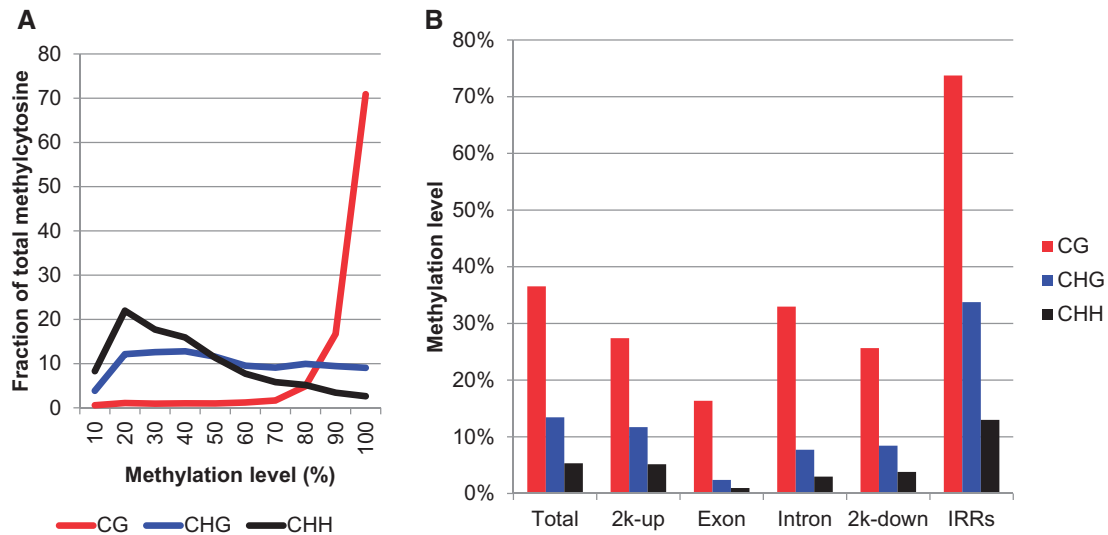 A
Fraction of total methylcytosine
80
70
60
50
40
30
20
10
0
10 20 30 40 50 60 70 80 90 100
Methylation level (%)
CG CHG CHH
B
Methylation level
80%
70%
60%
50%
40%
30%
20%
10%
0%
Total 2k-up Exon Intron 2k-down IRRs
CG
CHG
CHH